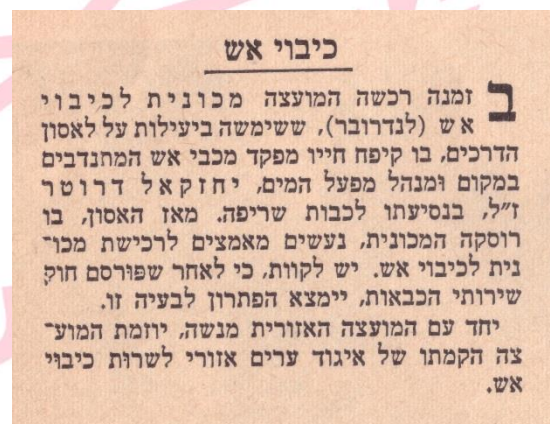 כיבוי אש
בזמנה רכשה המועצה מכונית לכיבוי
אש (לנדרובר), ששימשה ביעילות על לאסון
הדרכים, בו קיפח חייו מפקד מכבי אש המתנדבים
במקום ומנהל מפעל המים, יחזקאל דרוטר
ז״ל, בנסיעתו לכבות שריפה. מאז האסון, בו
רוסקה המכונית, נעשים מאמצים לרכישת מכו־
נית לכיבוי אש. יש לקוות, כי לאחר שפורסם חוק
שירותי הכבאות, יימצא הפתרון לבעיה זו.
יחד עם המועצה האזורית מנשה, יוזמת המוע־
צה הקמתו של איגוד ערים אזורי לשרות כיבוי
אש.